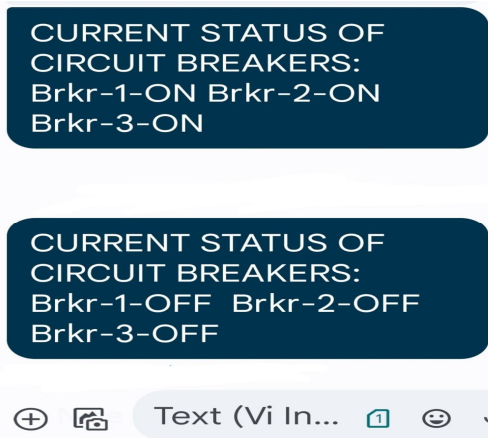 CURRENT STATUS OF
CIRCUIT BREAKERS:
Brkr-1-ON Brkr-2-ON
Brkr-3-ON
CURRENT STATUS OF
CIRCUIT BREAKERS:
Brkr-1-OFF Brkr-2-OFF
Brkr-3-OFF
Text (Vi In... 1